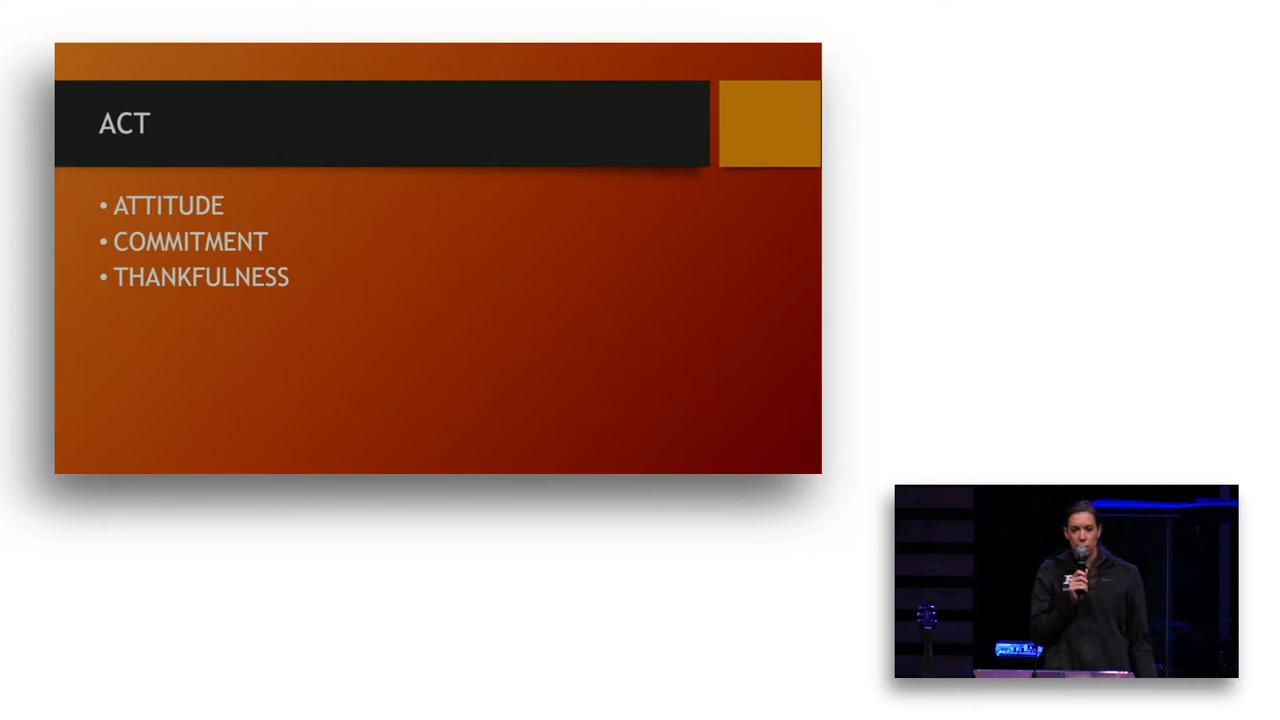 ACT
• ATTITUDE
• COMMITMENT
• THANKFULNESS